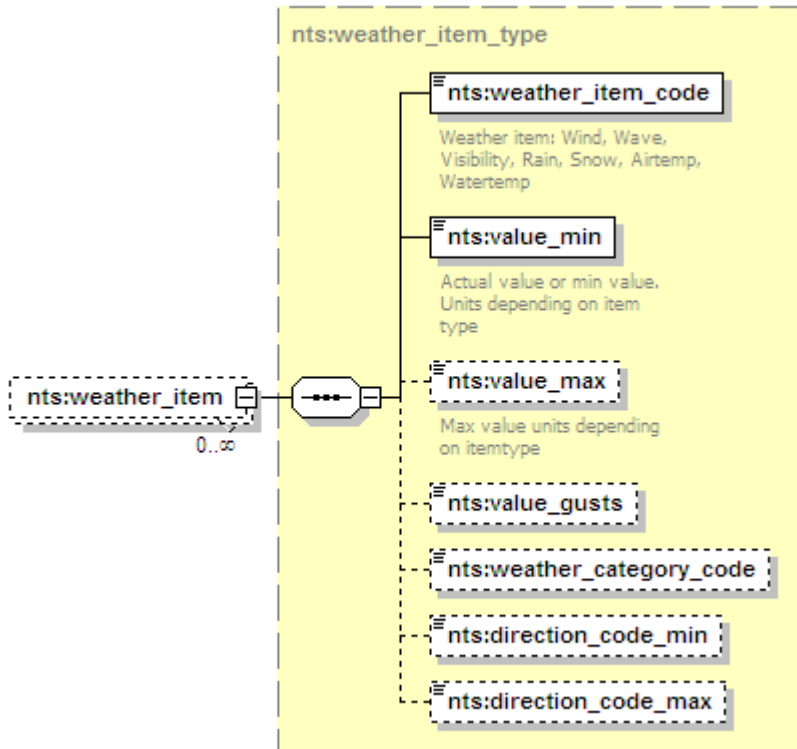 nts:weather_item_type
nts:weather_item_code
Weather item: Wind, Wave,
Visibility, Rain, Snow, Airtemp,
Watertemp
nts:value_min
Actual value or min value.
Units depending on item
type
nts:weather_item
0..∞
nts:value_max
Max value units depending
on itemtype
nts:value_gusts
nts:weather_category_code
nts:direction_code_min
nts:direction_code_max